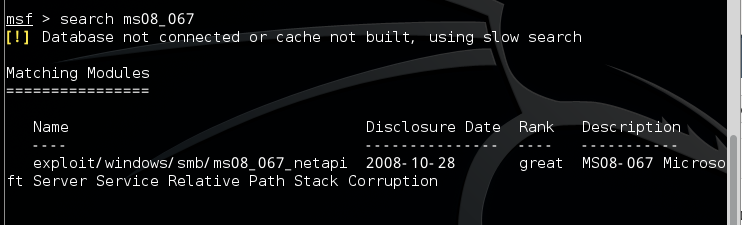 msf > search ms08_067
[!] Database not connected or cache not built, using slow search
Matching Modules
================
Name Disclosure Date Rank Description
---- --------------- ---- -----------
exploit/windows/smb/ms08_067_netapi 2008-10-28 great MS08-067 Microso
ft Server Service Relative Path Stack Corruption